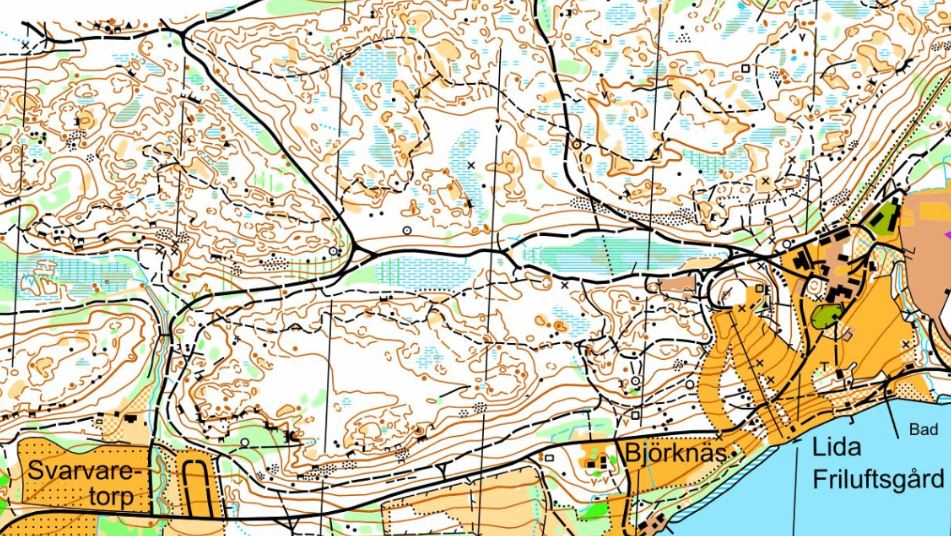 Bad
Björknäs
Lida
Friluftsgård
Svarvare-
torp